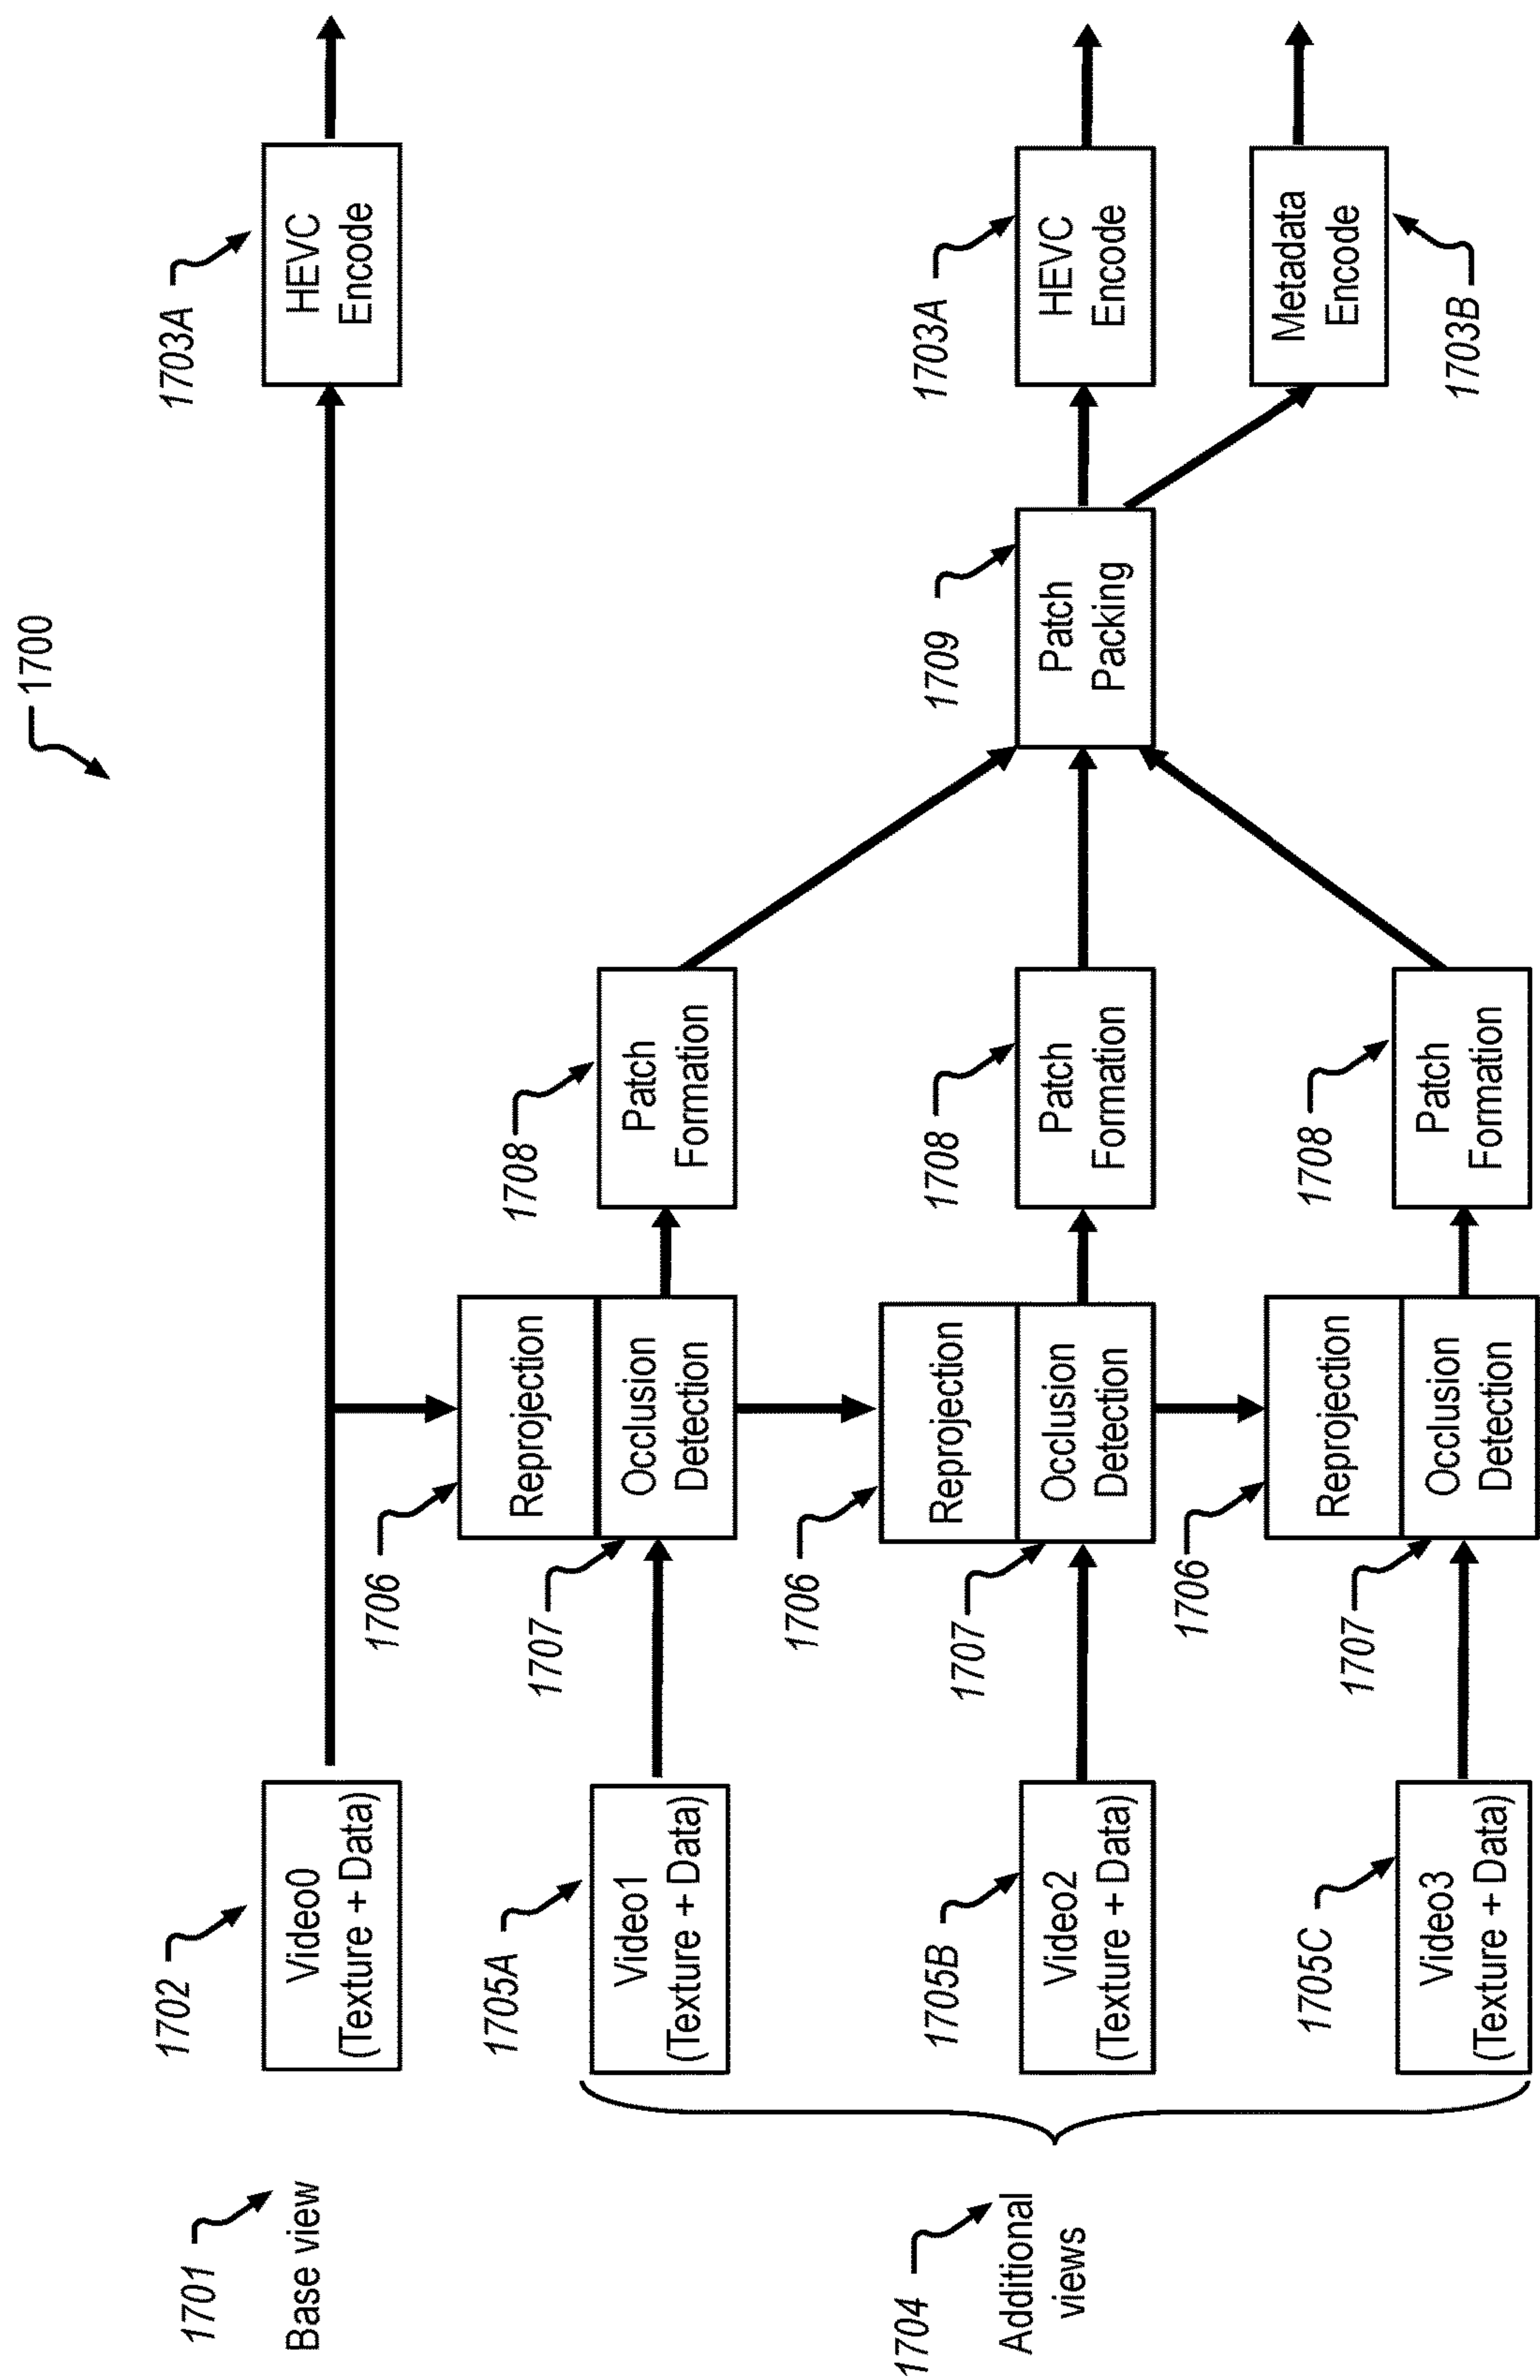 1700
1701
Base view
1702
Video0
(Texture + Data)
1703A
HEVC
Encode
1704
Additional
views
1705A
Video1
(Texture + Data)
1706
Reprojection
1707
Occlusion
Detection
1708
Patch
Formation
1705B
Video2
(Texture + Data)
1706
Reprojection
1707
Occlusion
Detection
1708
Patch
Formation
1709
Patch
Packing
1703A
HEVC
Encode
Metadata
Encode
1703B
1705C
Video3
(Texture + Data)
1706
Reprojection
1707
Occlusion
Detection
1708
Patch
Formation